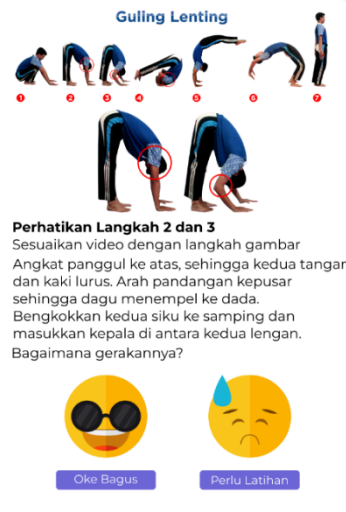 Guling Lenting
1 2 3 4 5 6 7
Perhatikan Langkah 2 dan 3
Sesuaikan video dengan langkah gambar
Angkat panggul ke atas, sehingga kedua tangan
dan kaki lurus. Arah pandangan kepusar
sehingga dagu menempel ke dada.
Bengkokkan kedua siku ke samping dan
masukkan kepala di antara kedua lengan.
Bagaimana gerakannya?
Oke Bagus
Perlu Latihan